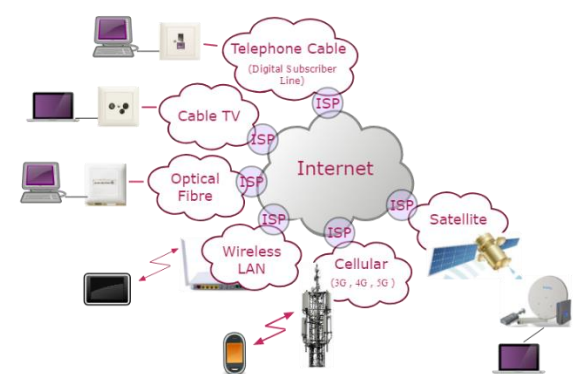 Telephone Cable
(Digital Subscriber
Line)
ISP
Cable TV
ISP
Internet
Optical
Fibre
ISP
ISP
Satellite
ISP
ISP
Wireless
LAN
Cellular
(3G , 4G , 5G )